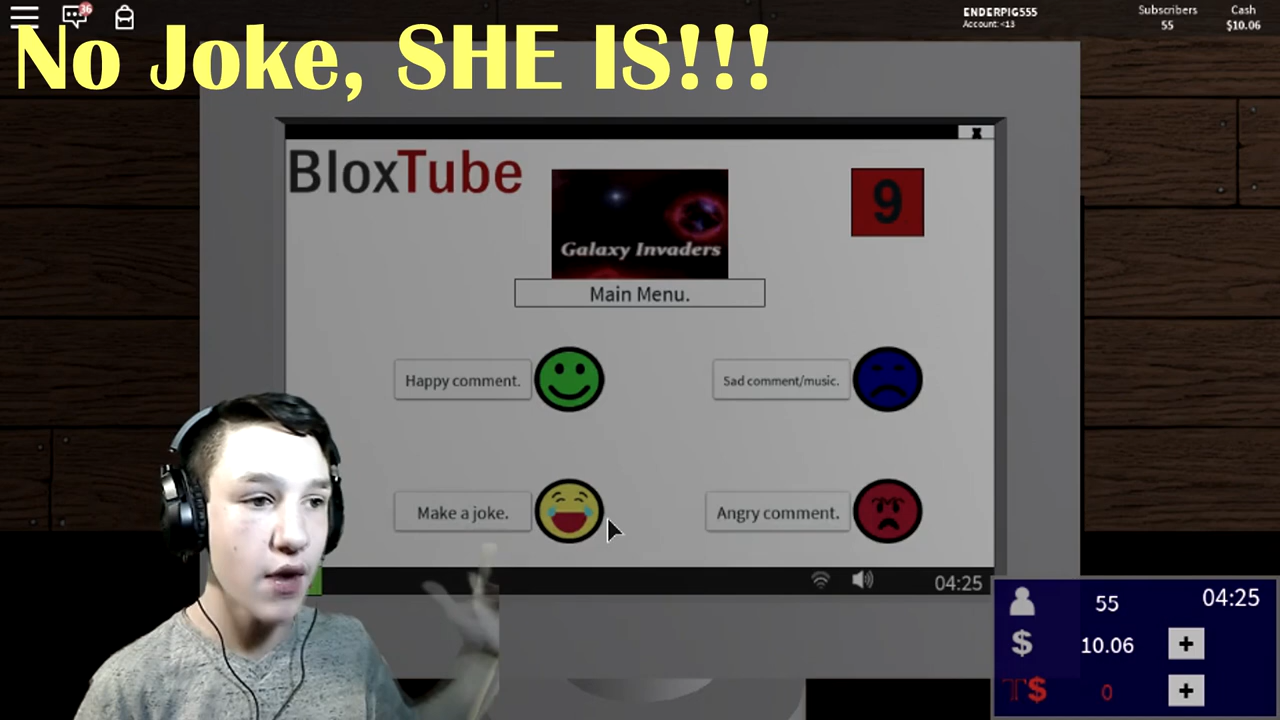 36
ENDERPIG555
Account: <13
Subscribers
55
Cash
$10.06
No Joke, SHE IS!!!
X
BloxTube
9
Galaxy Invaders
Main Menu.
Happy comment.
Sad comment/music.
Make a joke.
Angry comment.
04:25
55
04:25
$ 10.06 +
T$ 0 +